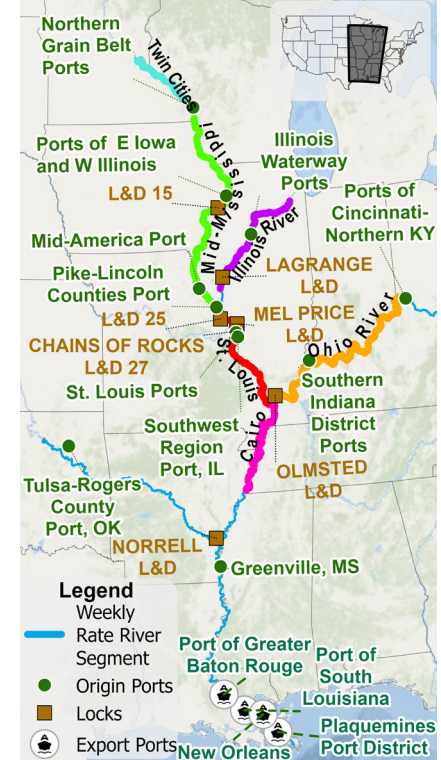 Northern
Grain Belt
Ports
Twin Cities
Mid-Mississippi
Ports of E Iowa
and W Illinois
Illinois
Waterway
Ports
Ports of
Cincinnati-
Northern KY
L&D 15
Mid-America Port
Illinois River
LAGRANGE
L&D
Pike-Lincoln
Counties Port
L&D 25
MEL PRICE
L&D
Ohio River
CHAINS OF ROCKS
L&D 27
St. Louis
St. Louis Ports
Southern
Indiana
District
Ports
Cairo
Southwest
Region
Port, IL
OLMSTED
L&D
Tulsa-Rogers
County
Port, OK
NORRELL
L&D
Greenville, MS
Legend
Weekly
Rate River
Segment
Origin Ports
Locks
Export Ports
Port of Greater
Baton Rouge
Port of
South
Louisiana
Plaquemines
Port District
New Orleans